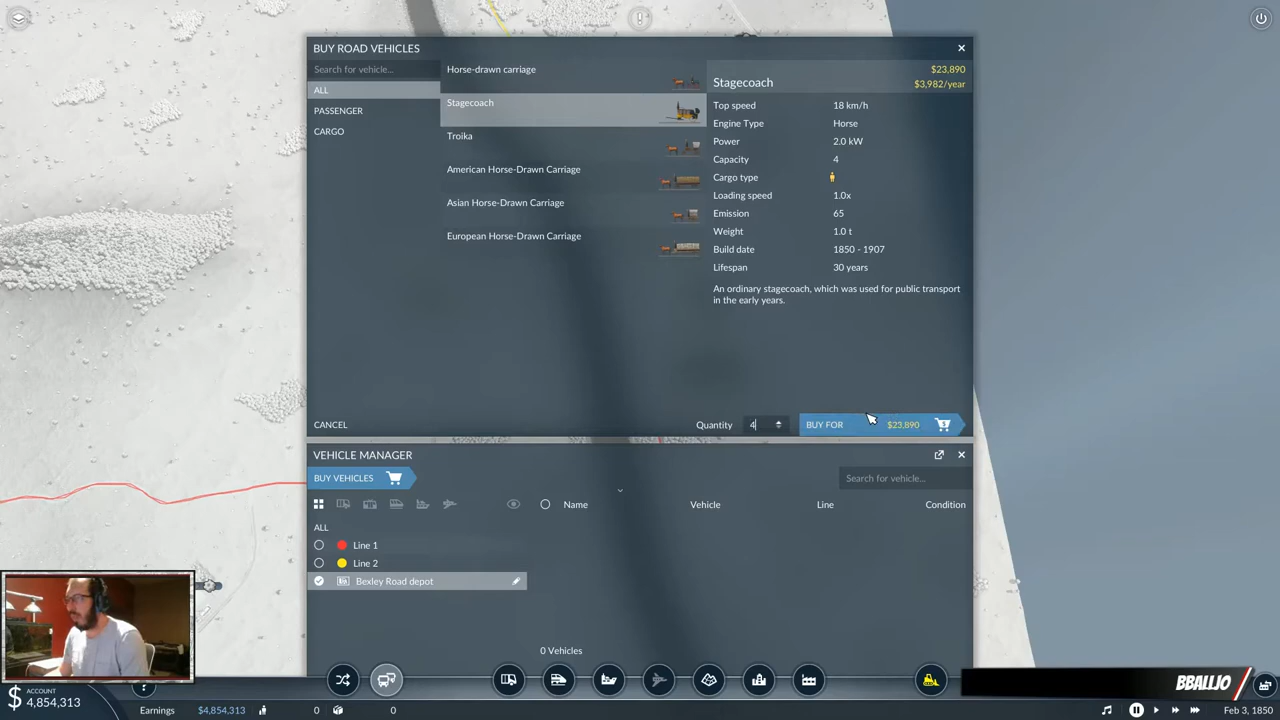 BUY ROAD VEHICLES
Search for vehicle...
ALL
PASSENGER
CARGO
Horse-drawn carriage
Stagecoach
Troika
American Horse-Drawn Carriage
Asian Horse-Drawn Carriage
European Horse-Drawn Carriage
$23,890
Stagecoach
$3,982/year
Top speed 18 km/h
Engine Type Horse
Power 2.0 kW
Capacity 4
Cargo type
Loading speed 1.0x
Emission 65
Weight 1.0 t
Build date 1850 - 1907
Lifespan 30 years
An ordinary stagecoach, which was used for public transport
in the early years.
CANCEL
Quantity 4
BUY FOR $23,890
VEHICLE MANAGER
BUY VEHICLES
Search for vehicle...
Name Vehicle Line Condition
ALL
Line 1
Line 2
Bexley Road depot
0 Vehicles
BBALLJO
ACCOUNT
$ 4,854,313
?
Earnings $4,854,313 0 0
Feb 3, 1850